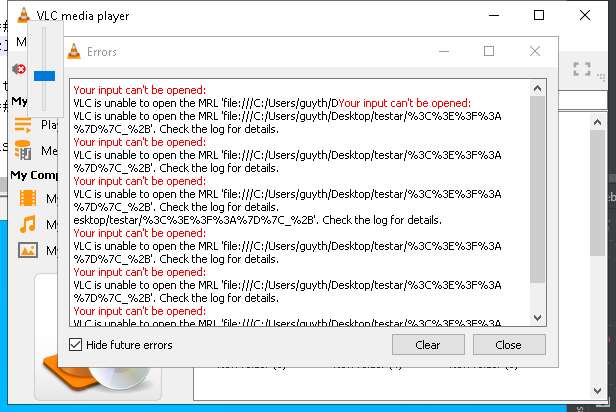 VLC media player
Errors
Your input can't be opened:
VLC is unable to open the MRL 'file:///C:/Users/guyth/DYour input can't be opened:
VLC is unable to open the MRL 'file:///C:/Users/guyth/Desktop/testar/%3C%3E%3F%3A
%7D%7C_%2B'. Check the log for details.
Your input can't be opened:
VLC is unable to open the MRL 'file:///C:/Users/guyth/Desktop/testar/%3C%3E%3F%3A
%7D%7C_%2B'. Check the log for details.
Your input can't be opened:
VLC is unable to open the MRL 'file:///C:/Users/guyth/Desktop/testar/%3C%3E%3F%3A
%7D%7C_%2B'. Check the log for details.
esktop/testar/%3C%3E%3F%3A%7D%7C_%2B'. Check the log for details.
Your input can't be opened:
VLC is unable to open the MRL 'file:///C:/Users/guyth/Desktop/testar/%3C%3E%3F%3A
%7D%7C_%2B'. Check the log for details.
Your input can't be opened:
VLC is unable to open the MRL 'file:///C:/Users/guyth/Desktop/testar/%3C%3E%3F%3A
%7D%7C_%2B'. Check the log for details.
Your input can't be opened:
VLC is unable to open the MRL 'file:///C:/Users/guyth/Desktop/testar/%3C%3E%3F%3A
Hide future errors
Clear
Close
My
Play
Me
My Comp
My
My
My